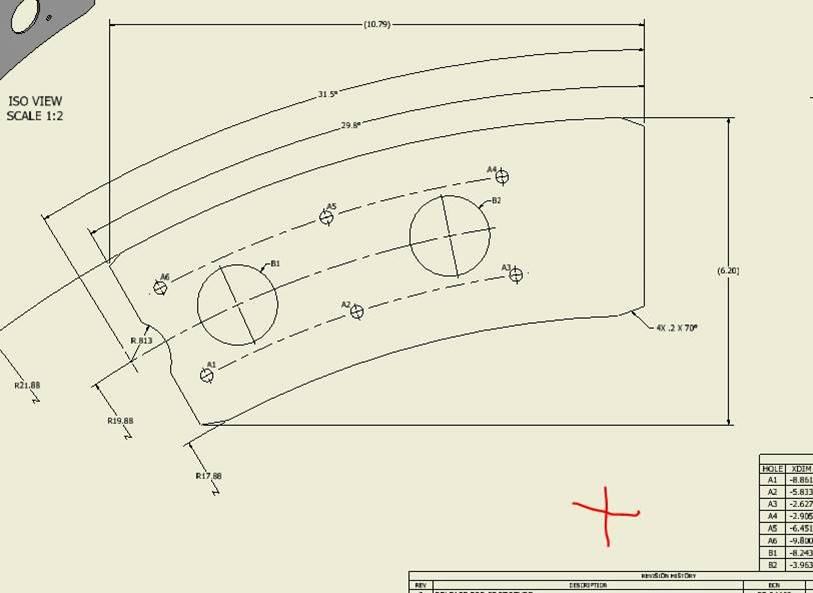 (10.79)
31.5°
29.8°
ISO VIEW
SCALE 1:2
A4
A5
B2
A6
B1
A3
(6.20)
A2
R.813
4X .2 X 70°
A1
R21.88
R19.88
R17.88
HOLE XDIM
A1 -8.861
A2 -5.833
A3 -2.627
A4 -2.905
A5 -6.451
A6 -9.800
B1 -8.243
B2 -3.963
REVISION HISTORY
REV DESCRIPTION ECN